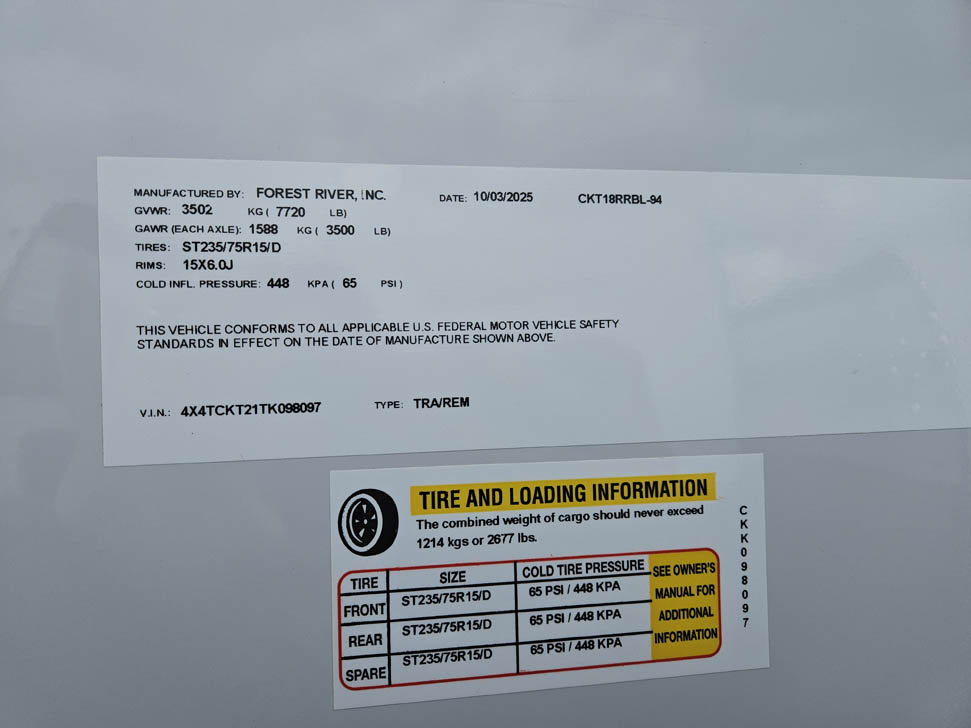 MANUFACTURED BY: FOREST RIVER, INC. DATE: 10/03/2025 CKT18RRBL-94
GVWR: 3502 KG ( 7720 LB)
GAWR (EACH AXLE): 1588 KG ( 3500 LB)
TIRES: ST235/75R15/D
RIMS: 15X6.0J
COLD INFL. PRESSURE: 448 KPA ( 65 PSI )
THIS VEHICLE CONFORMS TO ALL APPLICABLE U.S. FEDERAL MOTOR VEHICLE SAFETY
STANDARDS IN EFFECT ON THE DATE OF MANUFACTURE SHOWN ABOVE.
V.I.N.: 4X4TCKT21TK098097 TYPE: TRA/REM
TIRE AND LOADING INFORMATION
The combined weight of cargo should never exceed
1214 kgs or 2677 lbs.
TIRE SIZE COLD TIRE PRESSURE
FRONT ST235/75R15/D 65 PSI / 448 KPA
REAR ST235/75R15/D 65 PSI / 448 KPA
SPARE ST235/75R15/D 65 PSI / 448 KPA
SEE OWNER'S
MANUAL FOR
ADDITIONAL
INFORMATION
CKK098097